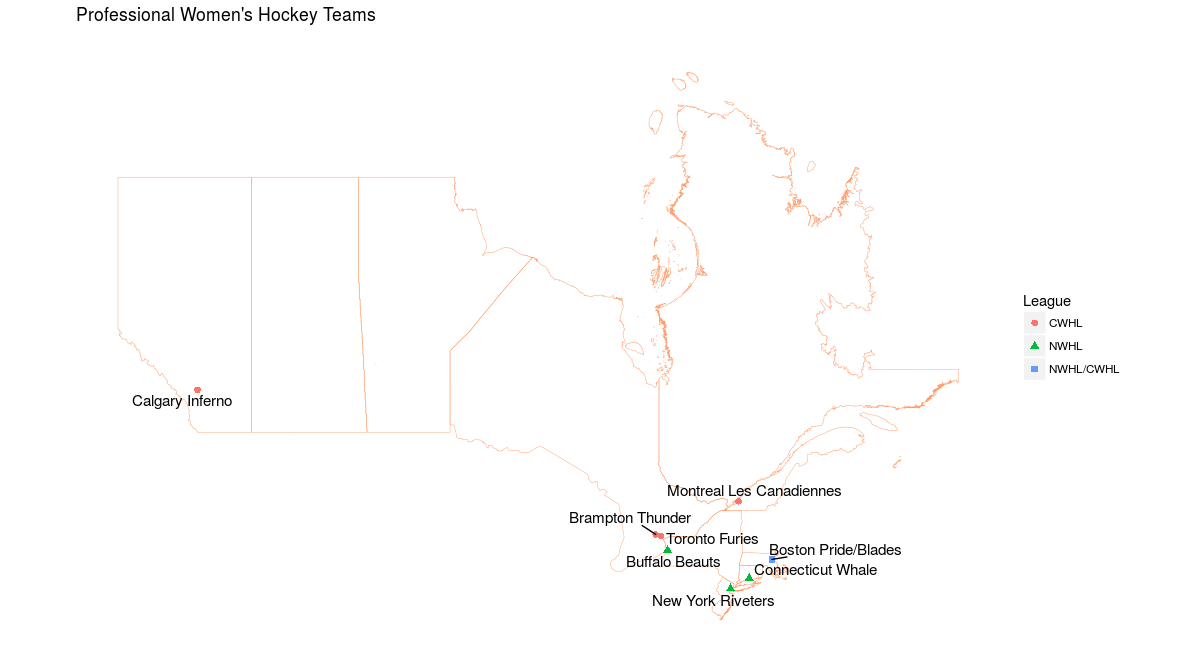 Professional Women's Hockey Teams
League
CWHL
NWHL
NWHL/CWHL
Calgary Inferno
Montreal Les Canadiennes
Brampton Thunder
Toronto Furies
Boston Pride/Blades
Buffalo Beauts
Connecticut Whale
New York Riveters